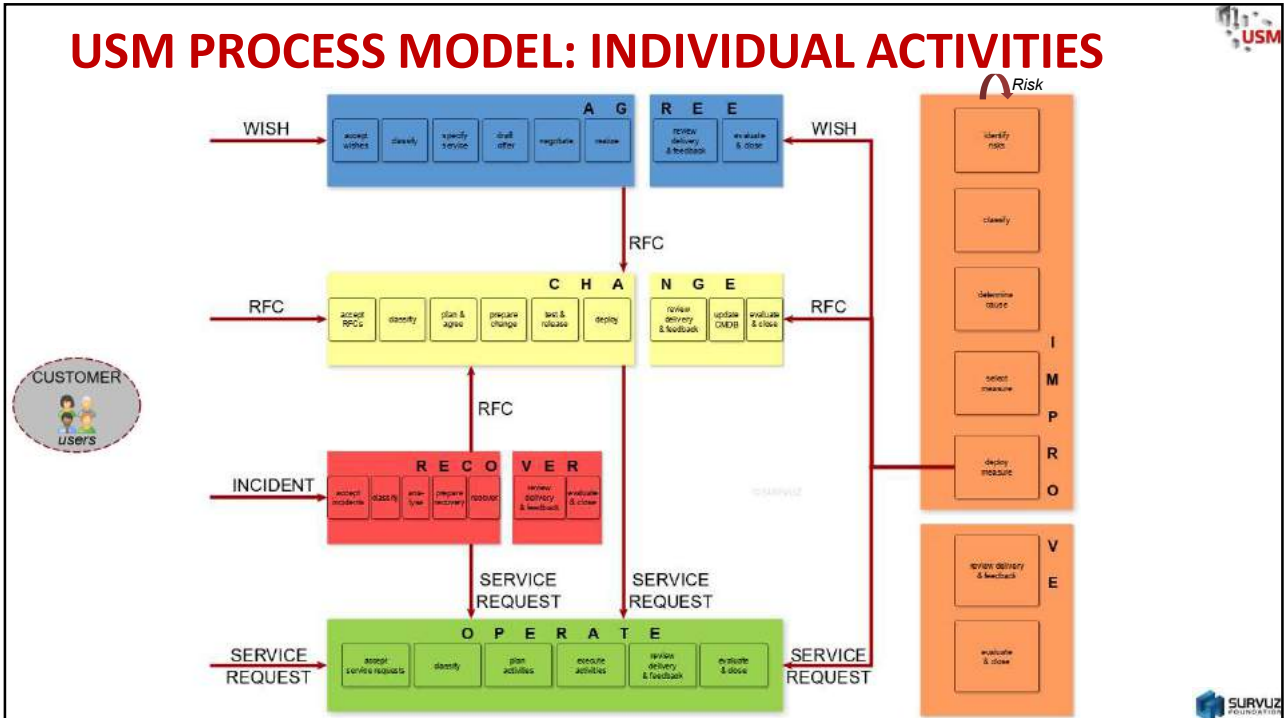 USM PROCESS MODEL: INDIVIDUAL ACTIVITIES
USM
Risk
A G R E E
WISH
accept
wishes
classify
specify
service
draft
offer
negotiate
realize
review
delivery
& feedback
evaluate
& close
WISH
identify
risks
classify
RFC
C H A N G E
RFC
accept
RFCs
classify
plan &
agree
prepare
change
test &
release
deploy
review
delivery
& feedback
update
CMDB
evaluate
& close
RFC
determine
cause
select
measure
deploy
measure
I
M
P
R
O
CUSTOMER
users
RFC
R E C O V E R
INCIDENT
accept
incidents
classify
ana-
lyse
prepare
recovery
recover
review
delivery
& feedback
evaluate
& close
©SURVUZ
V
E
review delivery
& feedback
evaluate
& close
SERVICE
REQUEST
SERVICE
REQUEST
O P E R A T E
SERVICE
REQUEST
accept
service requests
classify
plan
activities
execute
activities
review
delivery
& feedback
evaluate
& close
SERVICE
REQUEST
SURVUZ
FOUNDATION